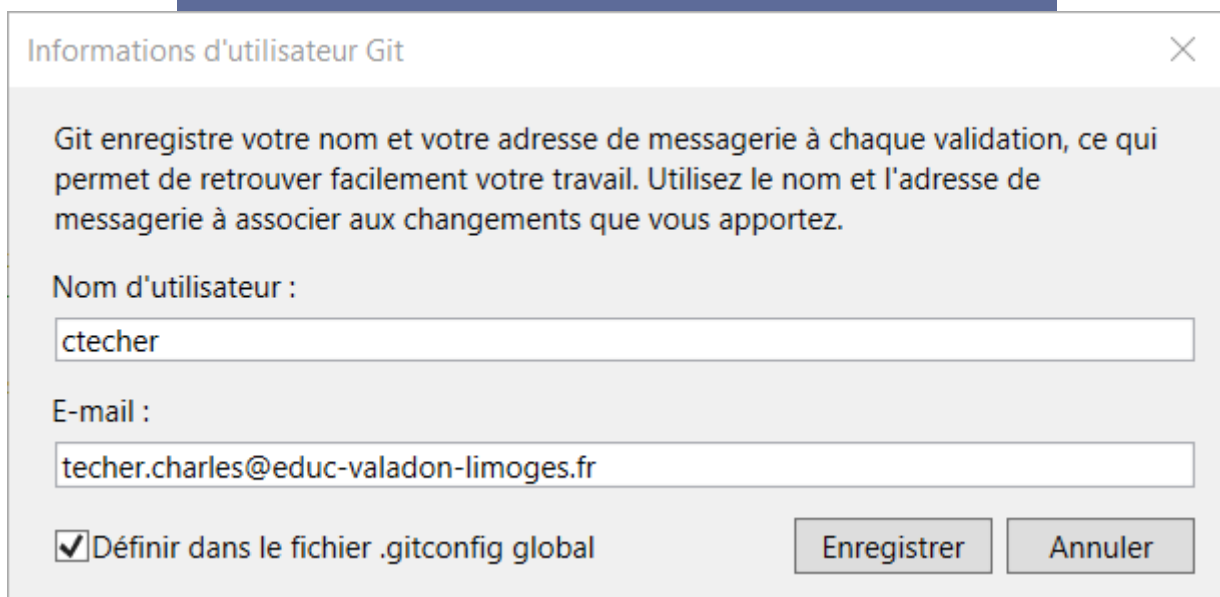 Informations d'utilisateur Git
Git enregistre votre nom et votre adresse de messagerie à chaque validation, ce qui
permet de retrouver facilement votre travail. Utilisez le nom et l'adresse de
messagerie à associer aux changements que vous apportez.
Nom d'utilisateur :
ctecher
E-mail :
techer.charles@educ-valadon-limoges.fr
Définir dans le fichier .gitconfig global
Enregistrer
Annuler